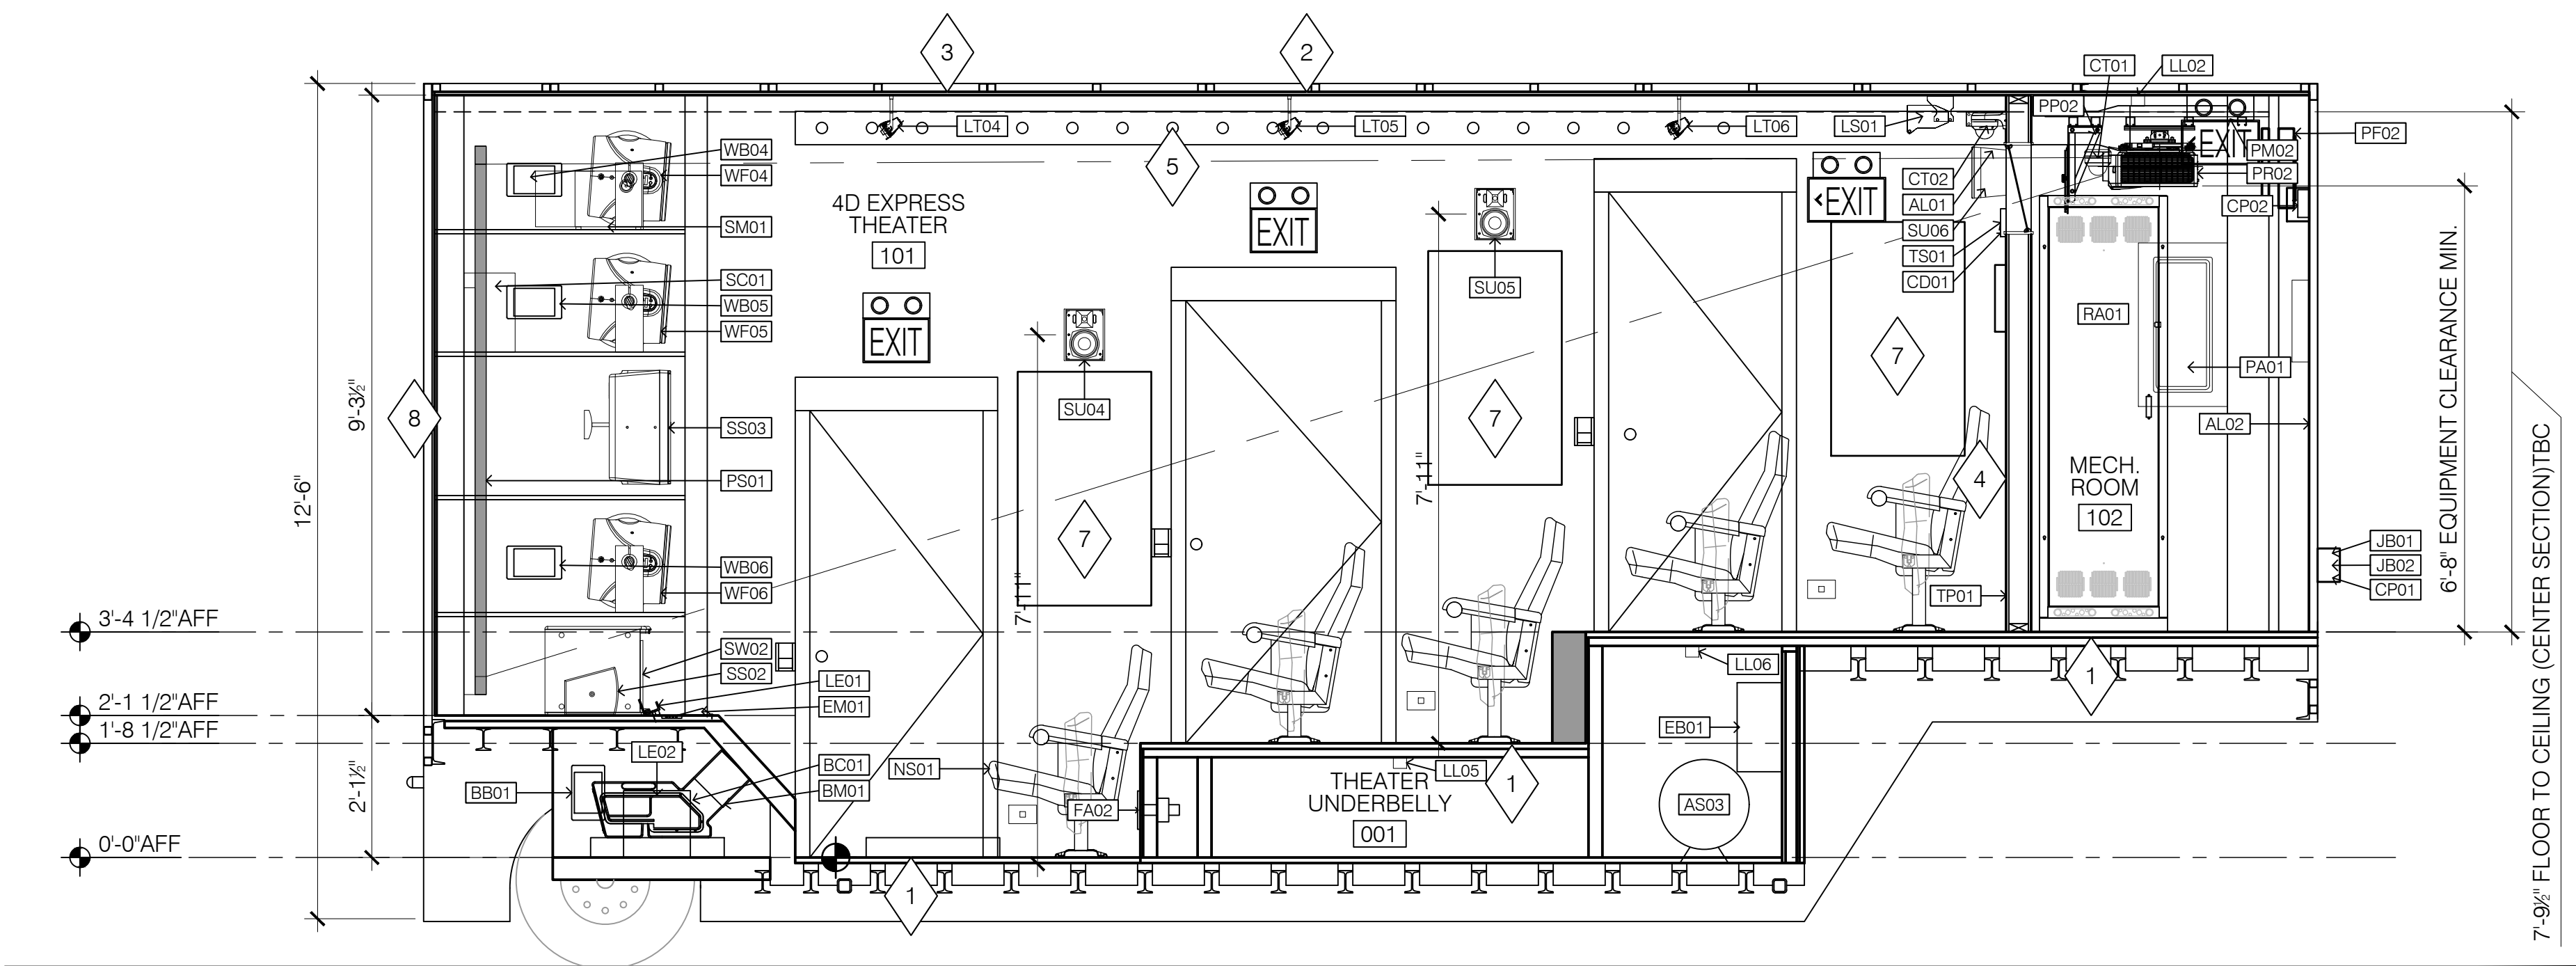 3
2
CT01
LL02
PP02
LT04
LT05
LT06
LS01
PF02
5
EXIT
PM02
PR02
CP02
WB04
WF04
SM01
4D EXPRESS
THEATER
101
EXIT
‹EXIT
CT02
AL01
SU06
TS01
CD01
SC01
WB05
WF05
EXIT
SU05
SU04
7
7
7
RA01
PA01
AL02
12'-6"
9'-3½"
8
SS03
PS01
7'-11"
7'-11"
4
MECH.
ROOM
102
6'-8" EQUIPMENT CLEARANCE MIN.
7'-9½" FLOOR TO CEILING (CENTER SECTION)TBC
JB01
JB02
CP01
WB06
WF06
TP01
3'-4 1/2"AFF
SW02
SS02
LE01
EM01
LL06
1
2'-1 1/2"AFF
1'-8 1/2"AFF
2'-1½"
LE02
BC01
BM01
BB01
NS01
EB01
LL05
1
THEATER
UNDERBELLY
001
FA02
AS03
0'-0"AFF
1